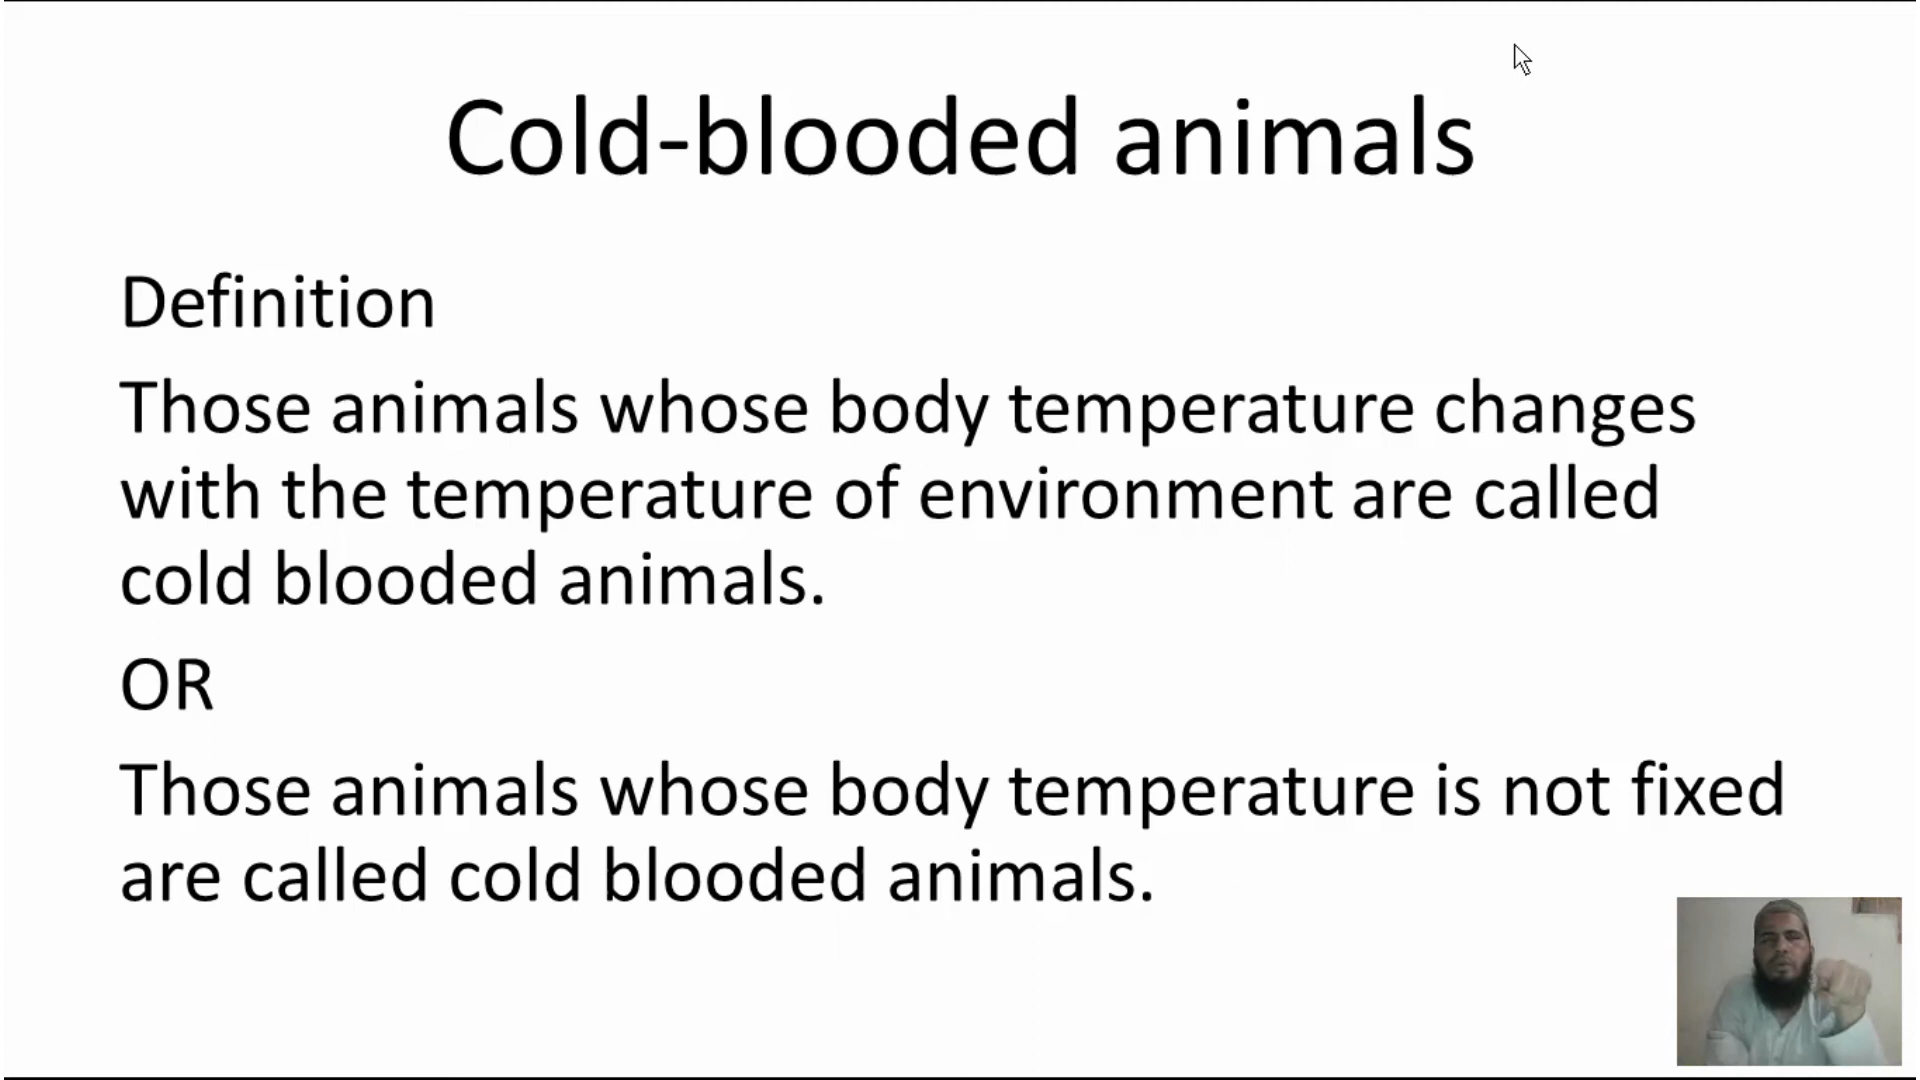 Cold-blooded animals
Definition
Those animals whose body temperature changes
with the temperature of environment are called
cold blooded animals.
OR
Those animals whose body temperature is not fixed
are called cold blooded animals.